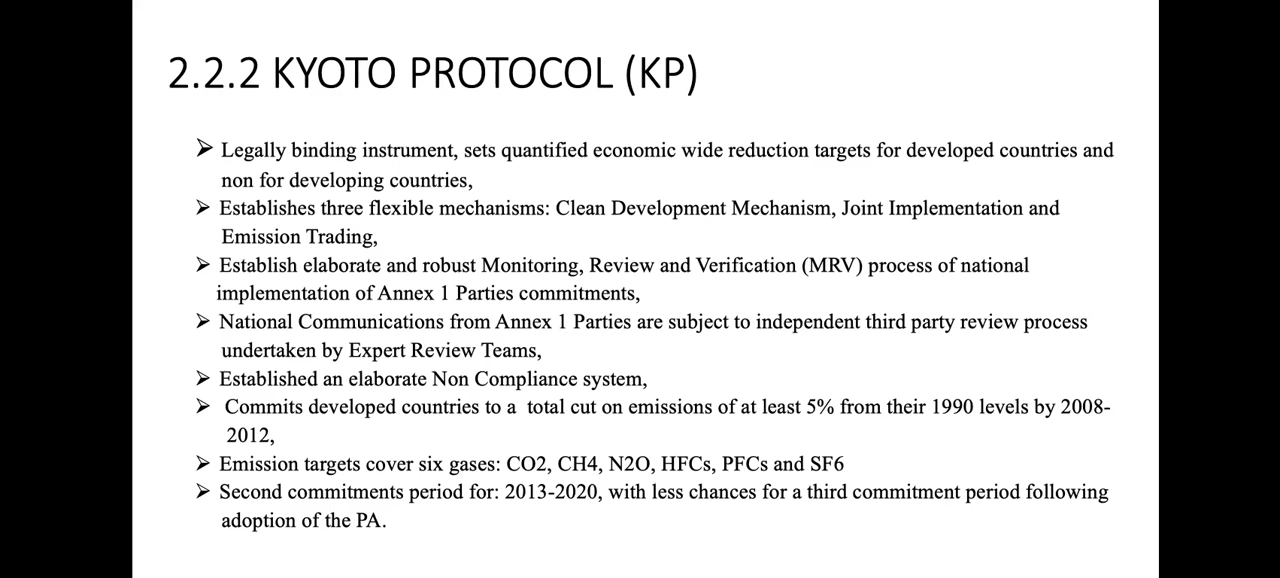 2.2.2 KYOTO PROTOCOL (KP)
➢ Legally binding instrument, sets quantified economic wide reduction targets for developed countries and
non for developing countries,
➢ Establishes three flexible mechanisms: Clean Development Mechanism, Joint Implementation and
Emission Trading,
➢ Establish elaborate and robust Monitoring, Review and Verification (MRV) process of national
implementation of Annex 1 Parties commitments,
➢ National Communications from Annex 1 Parties are subject to independent third party review process
undertaken by Expert Review Teams,
➢ Established an elaborate Non Compliance system,
➢ Commits developed countries to a total cut on emissions of at least 5% from their 1990 levels by 2008-
2012,
➢ Emission targets cover six gases: CO2, CH4, N2O, HFCs, PFCs and SF6
➢ Second commitments period for: 2013-2020, with less chances for a third commitment period following
adoption of the PA.